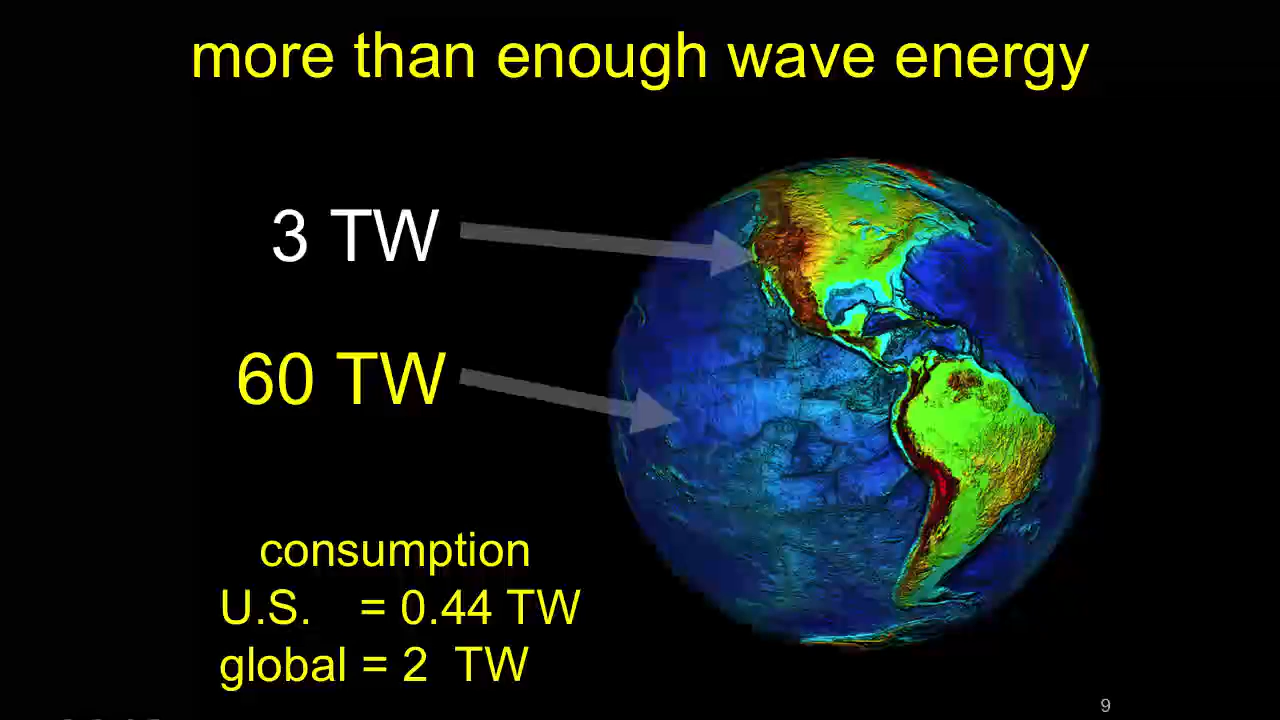 more than enough wave energy
3 TW
60 TW
consumption
U.S. = 0.44 TW
global = 2 TW
9